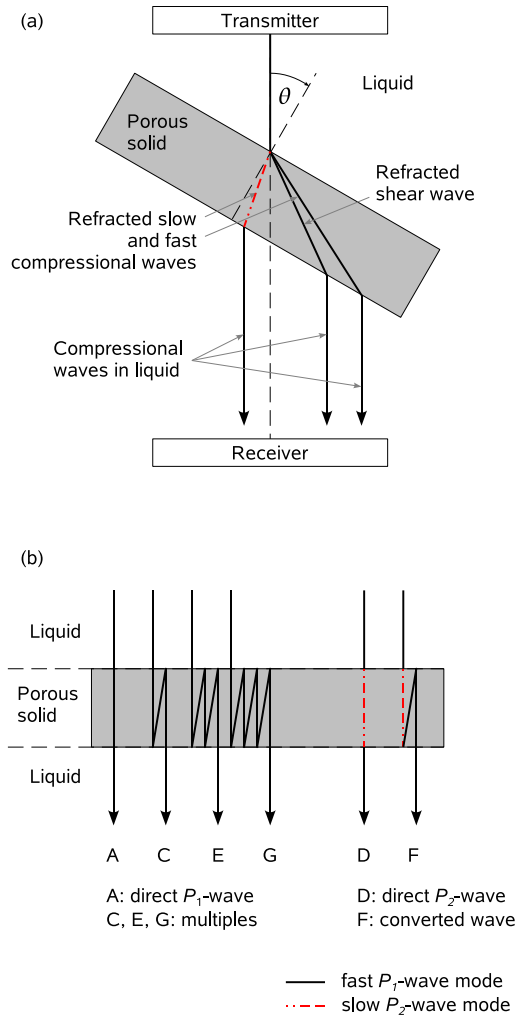 (a)
Transmitter
θ
Liquid
Porous
solid
Refracted
shear wave
Refracted slow
and fast
compressional waves
Compressional
waves in liquid
Receiver
(b)
Liquid
Porous
solid
Liquid
A C E G D F
A: direct P₁-wave
C, E, G: multiples
D: direct P₂-wave
F: converted wave
fast P₁-wave mode
slow P₂-wave mode